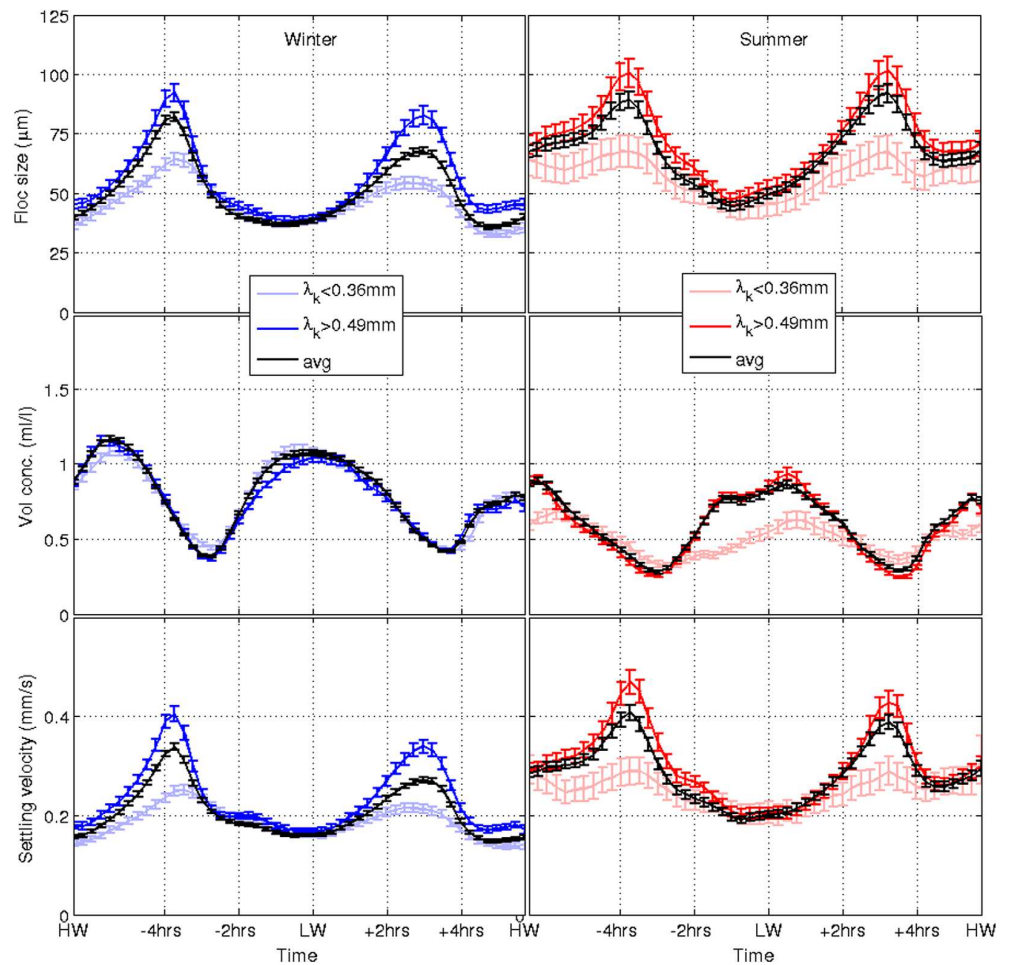 Winter
Summer
125
100
75
50
25
0
Floc size (μm)
λk<0.36mm
λk>0.49mm
avg
λk<0.36mm
λk>0.49mm
avg
1.5
1
0.5
0
Vol conc. (ml/l)
0.4
0.2
0
Settling velocity (mm/s)
HW -4hrs -2hrs LW +2hrs +4hrs HW -4hrs -2hrs LW +2hrs +4hrs HW
Time Time